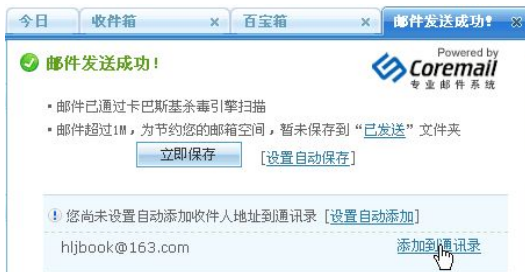 今日 收件箱 × 百宝箱 × 邮件发送成功! ×
邮件发送成功!
Powered by
Coremail
专业邮件系统
▪邮件已通过卡巴斯基杀毒引擎扫描
▪邮件超过1M，为节约您的邮箱空间，暂未保存到“已发送”文件夹
立即保存 [设置自动保存]
您尚未设置自动添加收件人地址到通讯录 [设置自动添加]
hljbook@163.com 添加到通讯录